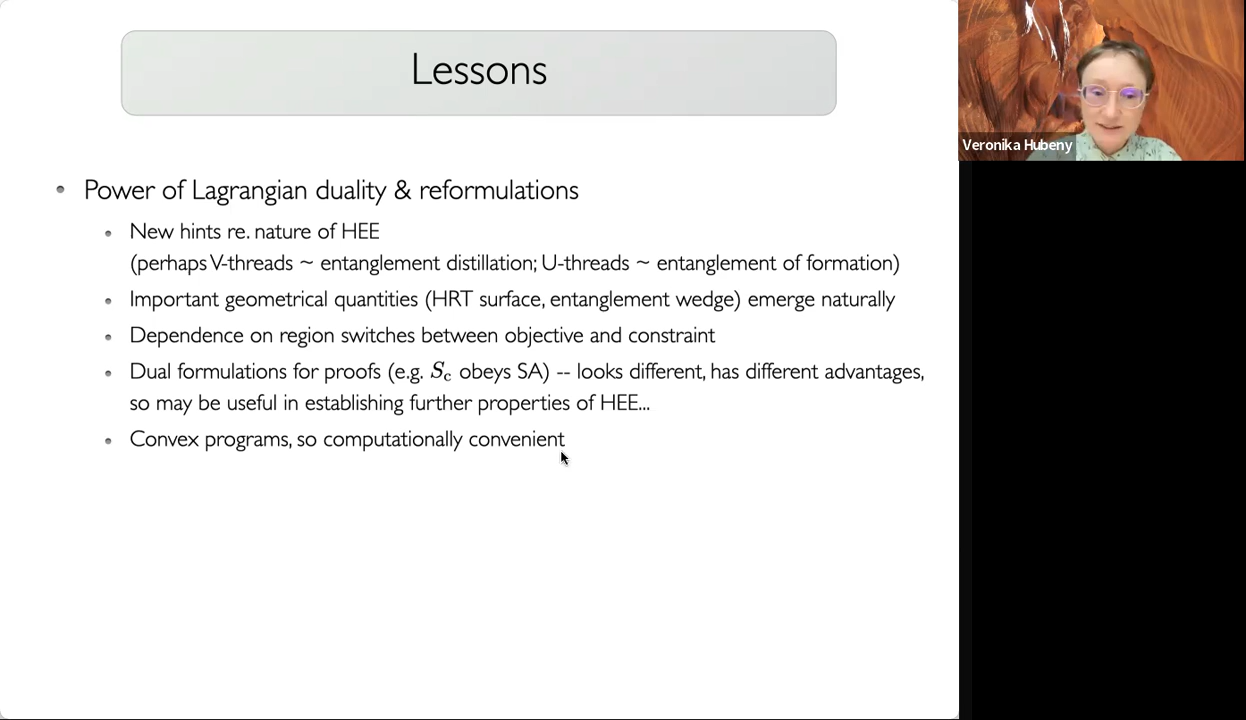 Lessons
Veronika Hubeny
• Power of Lagrangian duality & reformulations
• New hints re. nature of HEE
(perhaps V-threads ~ entanglement distillation; U-threads ~ entanglement of formation)
• Important geometrical quantities (HRT surface, entanglement wedge) emerge naturally
• Dependence on region switches between objective and constraint
• Dual formulations for proofs (e.g. S_c obeys SA) -- looks different, has different advantages,
so may be useful in establishing further properties of HEE...
• Convex programs, so computationally convenient